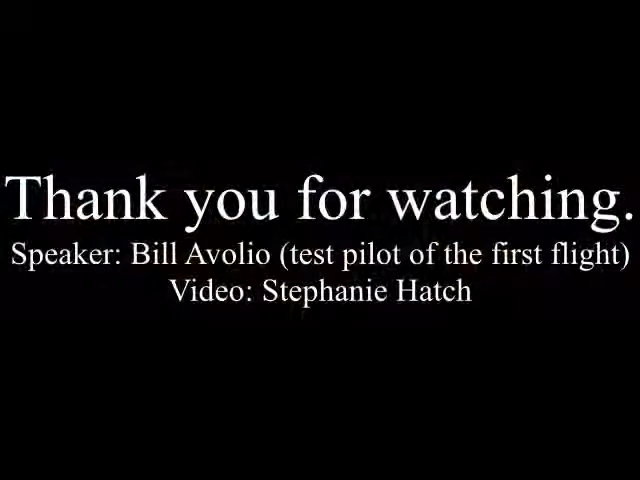 Thank you for watching.
Speaker: Bill Avolio (test pilot of the first flight)
Video: Stephanie Hatch